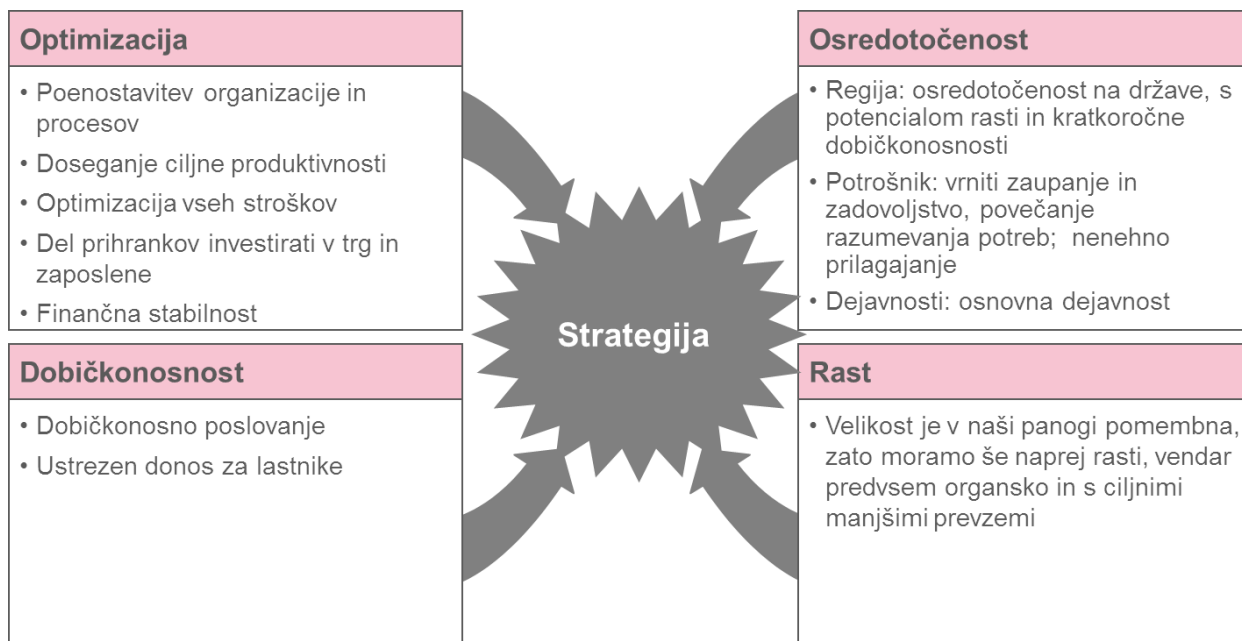 Optimizacija
• Poenostavitev organizacije in
procesov
• Doseganje ciljne produktivnosti
• Optimizacija vseh stroškov
• Del prihrankov investirati v trg in
zaposlene
• Finančna stabilnost
Osredotočenost
• Regija: osredotočenost na države, s
potencialom rasti in kratkoročne
dobičkonosnosti
• Potrošnik: vrniti zaupanje in
zadovoljstvo, povečanje
razumevanja potreb; nenehno
prilagajanje
• Dejavnosti: osnovna dejavnost
Strategija
Dobičkonosnost
• Dobičkonosno poslovanje
• Ustrezen donos za lastnike
Rast
• Velikost je v naši panogi pomembna,
zato moramo še naprej rasti, vendar
predvsem organsko in s ciljnimi
manjšimi prevzemi